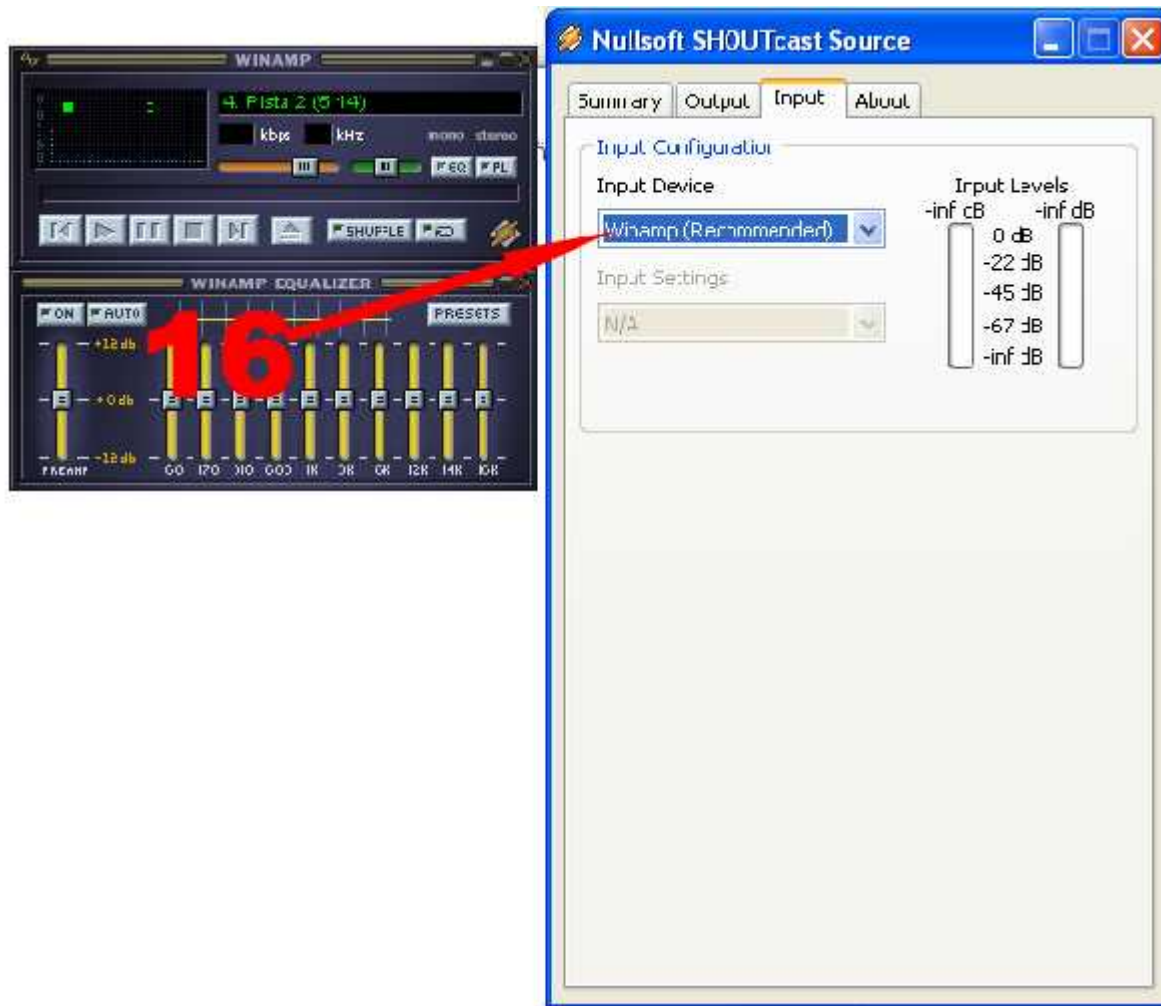 WINAMP
4. Pista 2 (5:14)
kbps kHz mono stereo
EQ PL
SHUFFLE
WINAMP EQUALIZER
ON AUTO PRESETS
+12 db
+0 db
-12 db
PREAMP 60 170 310 600 1K 3K 6K 12K 14K 16K
16
Nullsoft SHOUTcast Source
Summary Output Input About
Input Configuration
Input Device
Winamp (Recommended)
Input Settings
N/A
Input Levels
-inf dB -inf dB
0 dB
-22 dB
-45 dB
-67 dB
-inf dB